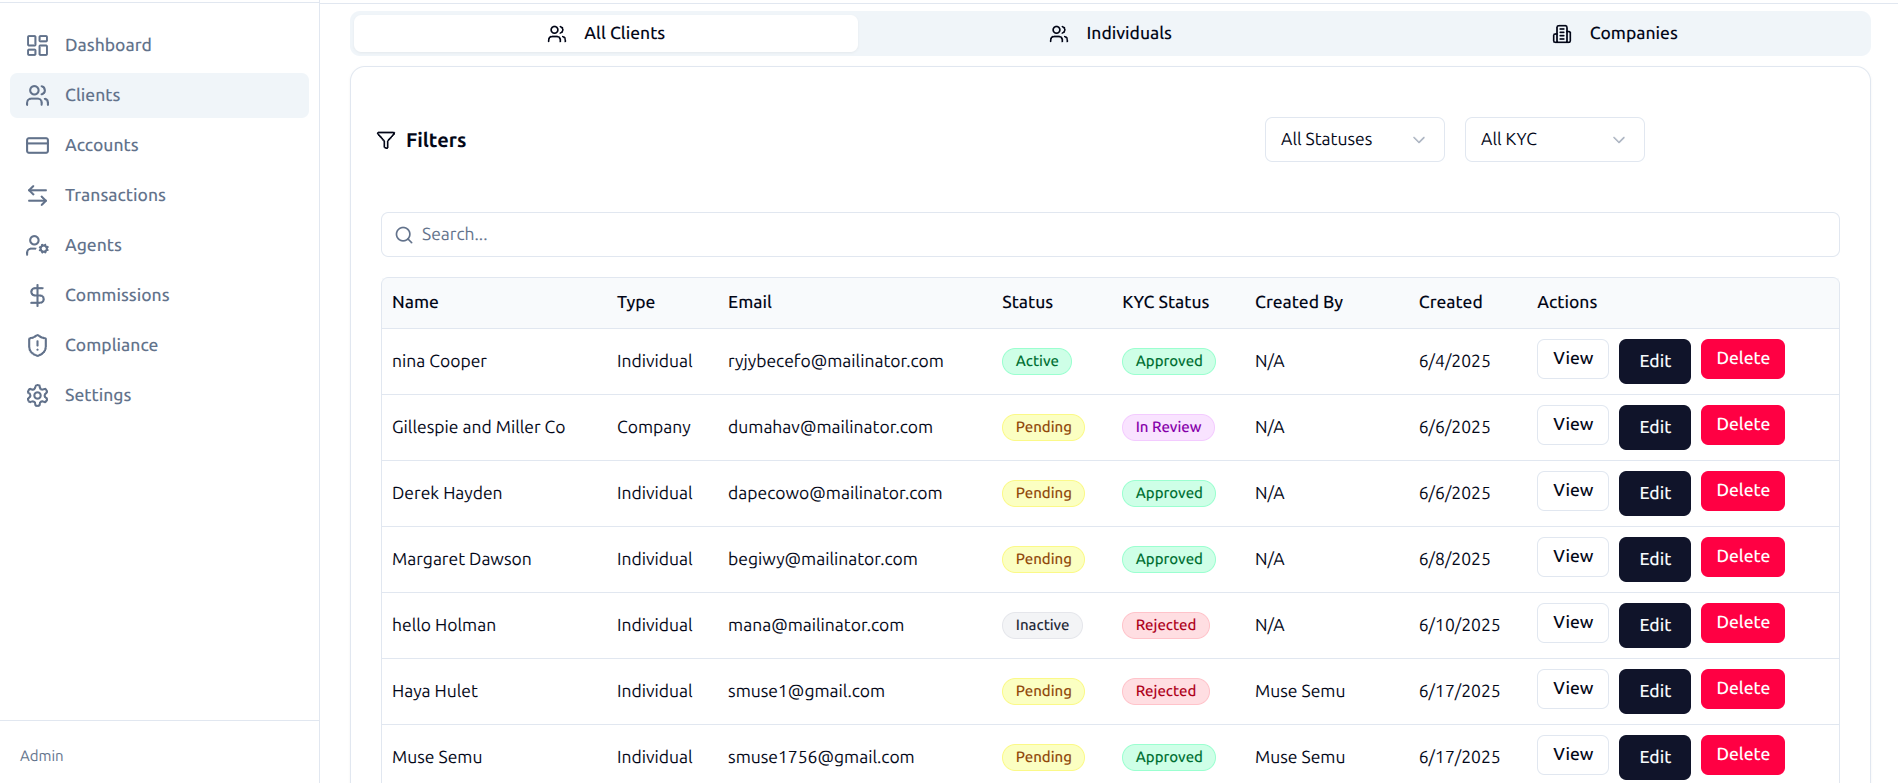 Dashboard
Clients
Accounts
Transactions
Agents
Commissions
Compliance
Settings
Admin
All Clients Individuals Companies
Filters All Statuses All KYC
Search...
Name Type Email Status KYC Status Created By Created Actions
nina Cooper Individual ryjybecefo@mailinator.com Active Approved N/A 6/4/2025 View Edit Delete
Gillespie and Miller Co Company dumahav@mailinator.com Pending In Review N/A 6/6/2025 View Edit Delete
Derek Hayden Individual dapecowo@mailinator.com Pending Approved N/A 6/6/2025 View Edit Delete
Margaret Dawson Individual begiwy@mailinator.com Pending Approved N/A 6/8/2025 View Edit Delete
hello Holman Individual mana@mailinator.com Inactive Rejected N/A 6/10/2025 View Edit Delete
Haya Hulet Individual smuse1@gmail.com Pending Rejected Muse Semu 6/17/2025 View Edit Delete
Muse Semu Individual smuse1756@gmail.com Pending Approved Muse Semu 6/17/2025 View Edit Delete